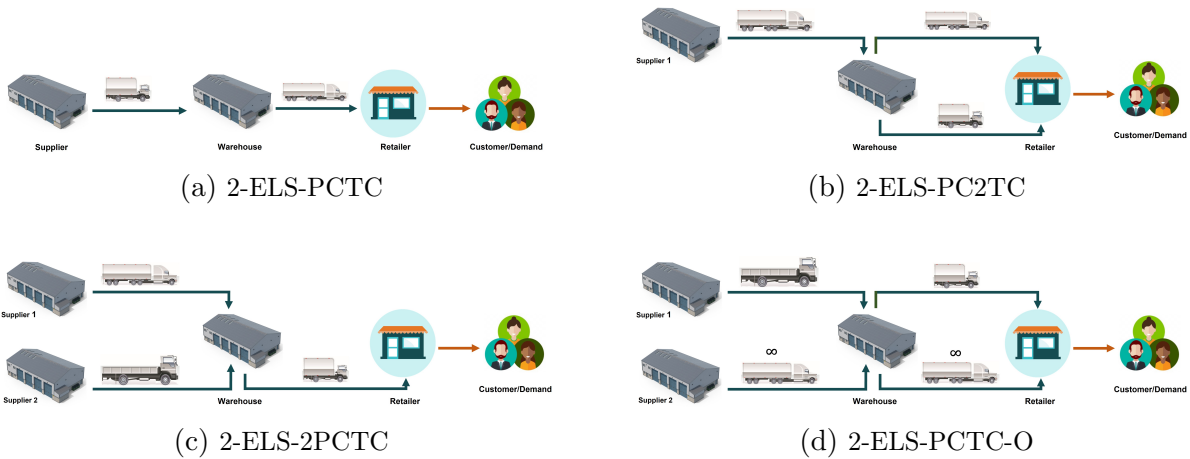 Supplier
Warehouse
Retailer
Customer/Demand
(a) 2-ELS-PCTC
Supplier 1
Warehouse
Retailer
Customer/Demand
(b) 2-ELS-PC2TC
Supplier 1
Supplier 2
Warehouse
Retailer
Customer/Demand
(c) 2-ELS-2PCTC
Supplier 1
∞
∞
Supplier 2
Warehouse
Retailer
Customer/Demand
(d) 2-ELS-PCTC-O